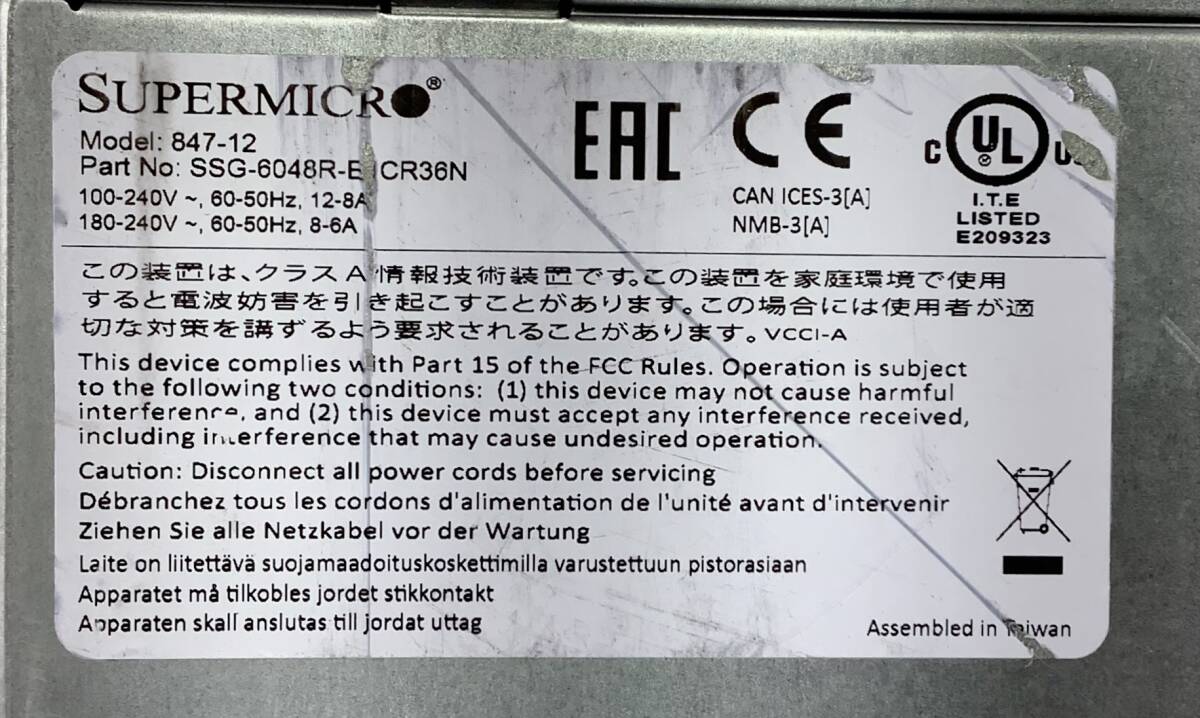 SUPERMICRO®
Model: 847-12
Part No: SSG-6048R-E CR36N
100-240V ~, 60-50Hz, 12-8A
180-240V ~, 60-50Hz, 8-6A
EAC CE
CAN ICES-3[A]
NMB-3[A]
C UL
I.T.E
LISTED
E209323
この装置は、クラスA情報技術装置です。この装置を家庭環境で使用
すると電波妨害を引き起こすことがあります。この場合には使用者が適
切な対策を講ずるよう要求されることがあります。VCCI-A
This device complies with Part 15 of the FCC Rules. Operation is subject
to the following two conditions: (1) this device may not cause harmful
interference, and (2) this device must accept any interference received,
including interference that may cause undesired operation.
Caution: Disconnect all power cords before servicing
Débranchez tous les cordons d'alimentation de l'unité avant d'intervenir
Ziehen Sie alle Netzkabel vor der Wartung
Laite on liitettävä suojamaadoituskoskettimilla varustettuun pistorasiaan
Apparatet må tilkobles jordet stikkontakt
Apparaten skall anslutas till jordat uttag
Assembled in Taiwan